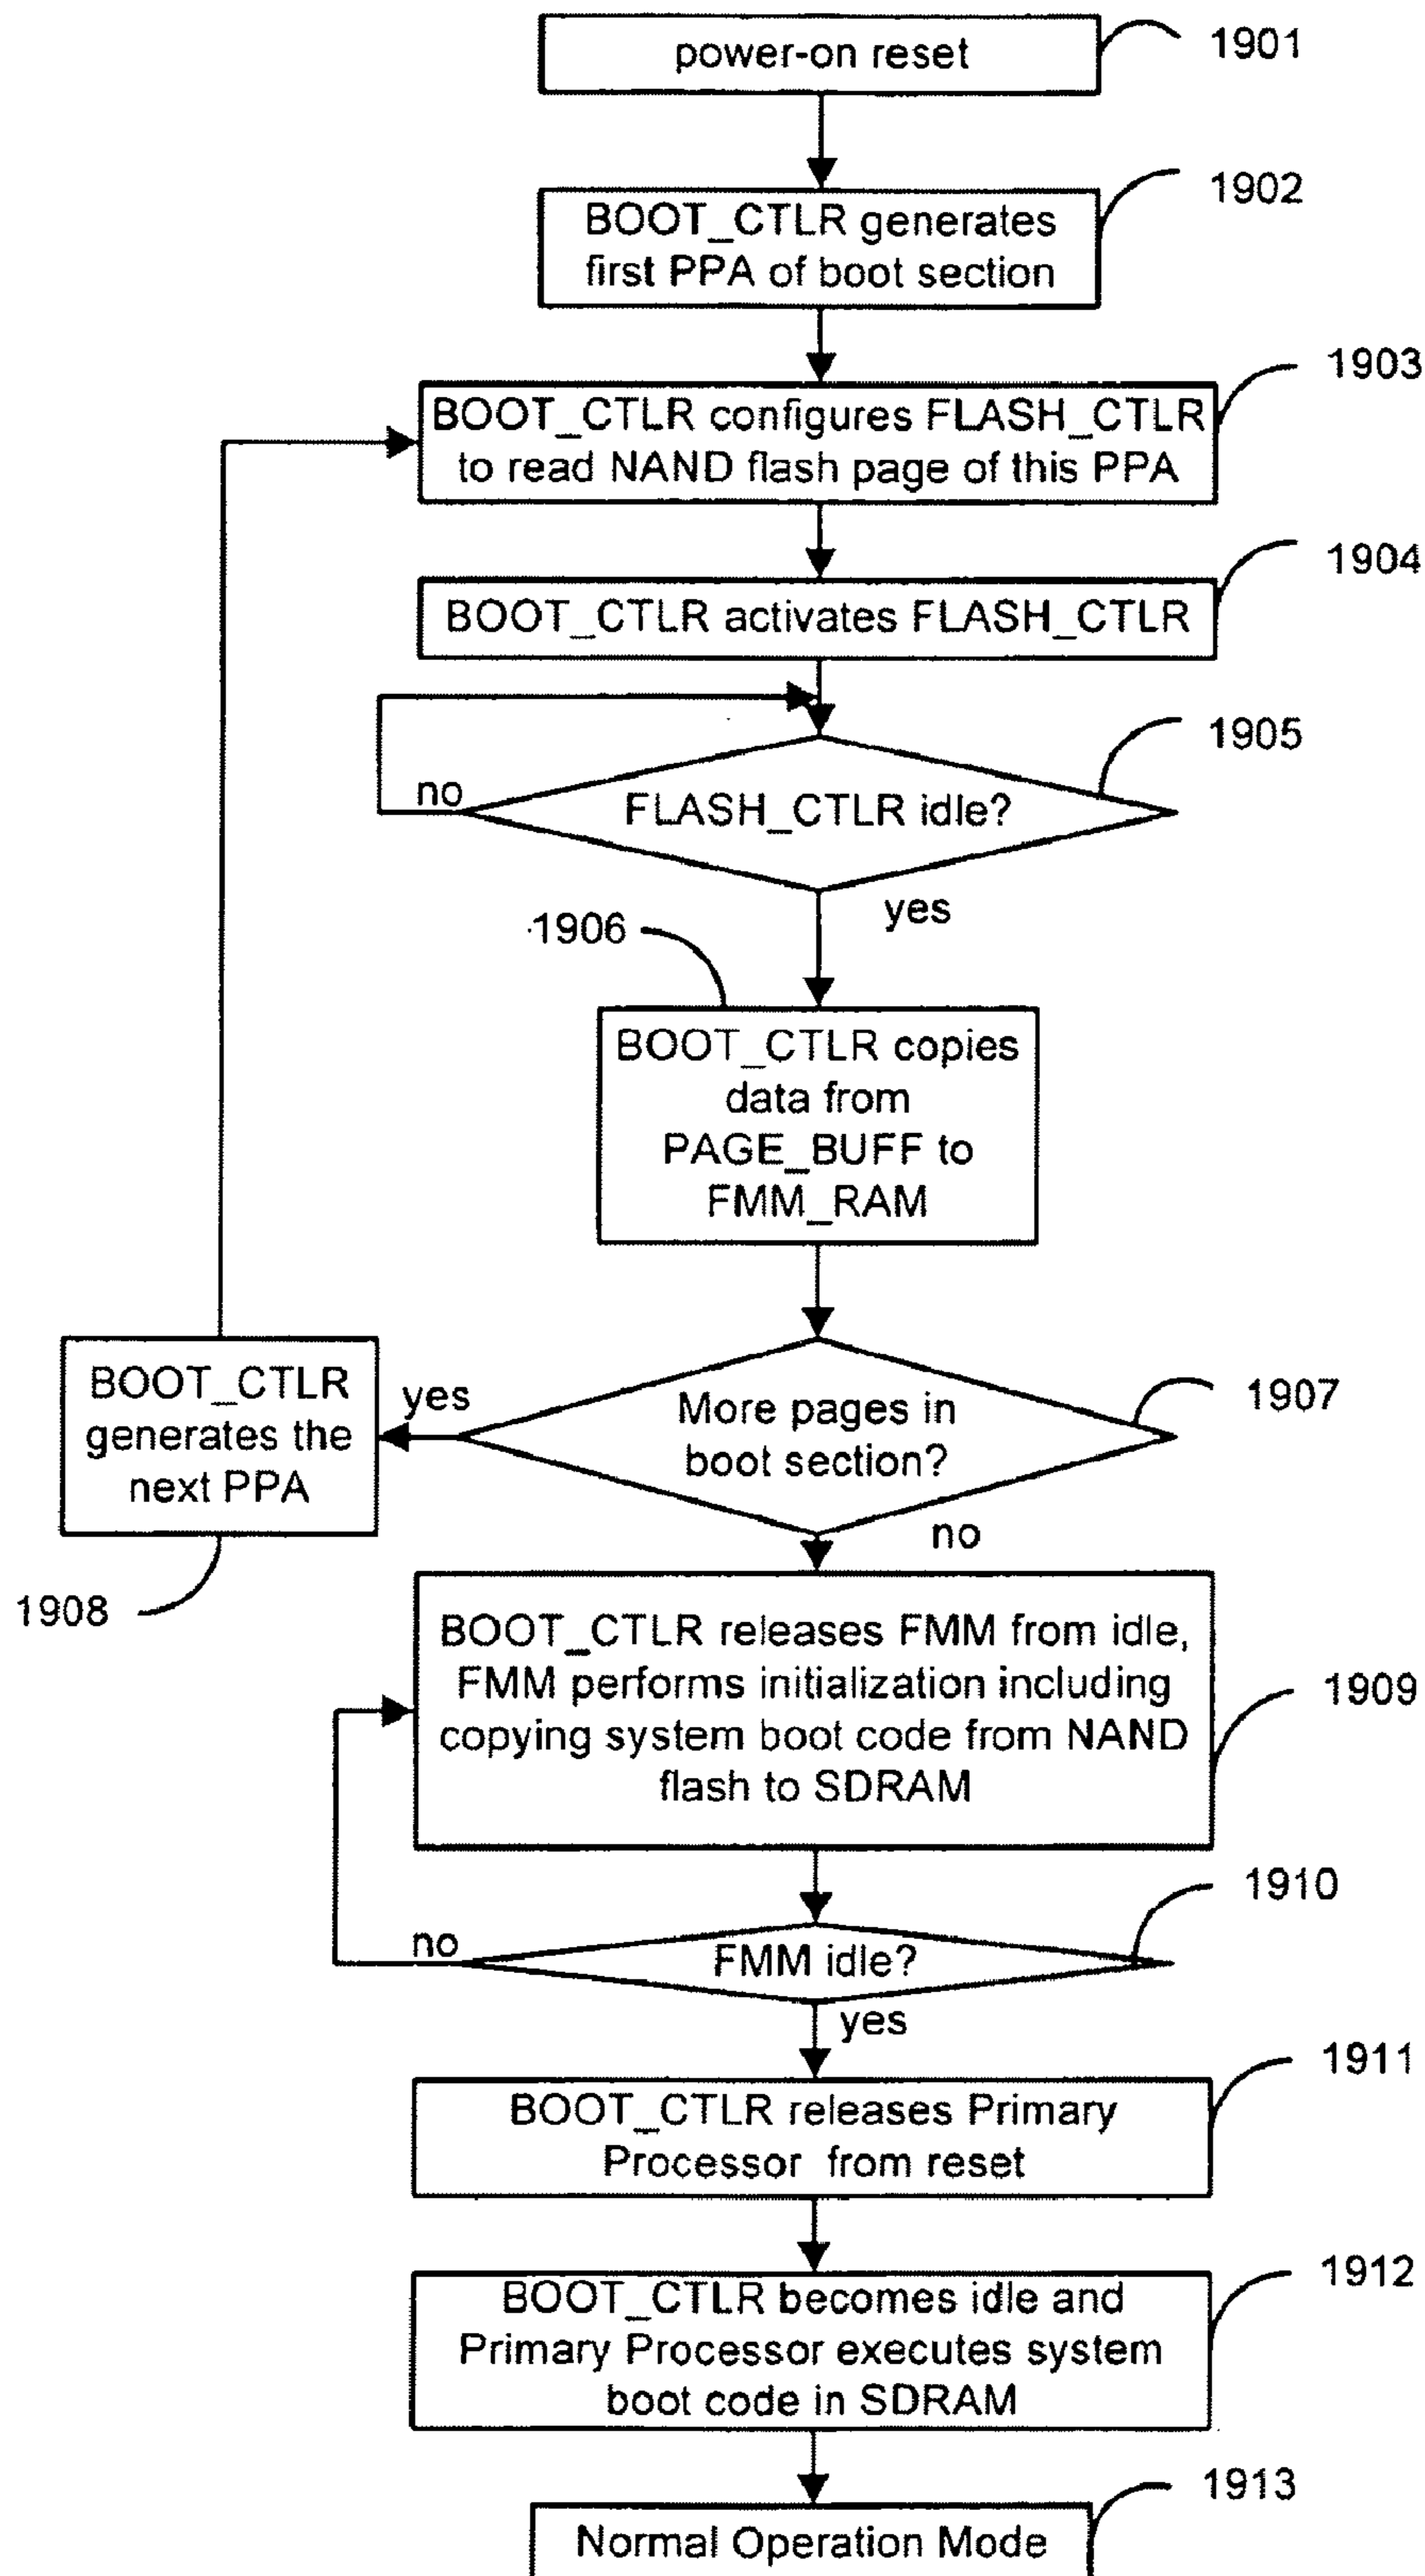 power-on reset
1901
BOOT_CTLR generates
first PPA of boot section
1902
BOOT_CTLR configures FLASH_CTLR
to read NAND flash page of this PPA
1903
BOOT_CTLR activates FLASH_CTLR
1904
FLASH_CTLR idle?
1905
no
yes
1906
BOOT_CTLR copies
data from
PAGE_BUFF to
FMM_RAM
More pages in
boot section?
1907
yes
no
BOOT_CTLR
generates the
next PPA
1908
BOOT_CTLR releases FMM from idle,
FMM performs initialization including
copying system boot code from NAND
flash to SDRAM
1909
FMM idle?
1910
no
yes
BOOT_CTLR releases Primary
Processor from reset
1911
BOOT_CTLR becomes idle and
Primary Processor executes system
boot code in SDRAM
1912
Normal Operation Mode
1913